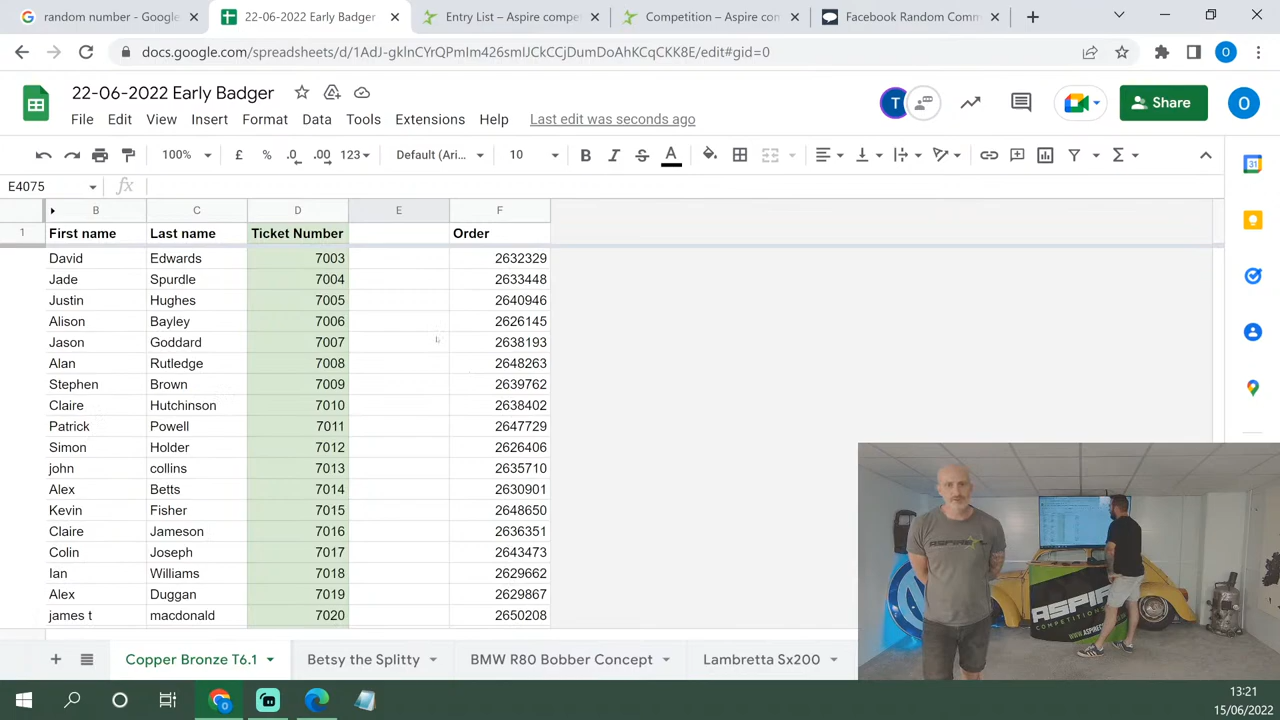 random number - Google
22-06-2022 Early Badger
Entry List – Aspire compe
Competition – Aspire con
Facebook Random Comm
docs.google.com/spreadsheets/d/1AdJ-gklnCYrQPmIm426smIJCkCCjDumDoAhKCqCKK8E/edit#gid=0
O
22-06-2022 Early Badger
T
Share
O
File Edit View Insert Format Data Tools Extensions Help Last edit was seconds ago
100% £ % .0 .00 123 Default (Ari... 10 B I S A
31
E4075 fx
B C D E F
1 First name Last name Ticket Number Order
David Edwards 7003 2632329
Jade Spurdle 7004 2633448
Justin Hughes 7005 2640946
Alison Bayley 7006 2626145
Jason Goddard 7007 2638193
Alan Rutledge 7008 2648263
Stephen Brown 7009 2639762
Claire Hutchinson 7010 2638402
Patrick Powell 7011 2647729
Simon Holder 7012 2626406
john collins 7013 2635710
Alex Betts 7014 2630901
Kevin Fisher 7015 2648650
Claire Jameson 7016 2636351
Colin Joseph 7017 2643473
Ian Williams 7018 2629662
Alex Duggan 7019 2629867
james t macdonald 7020 2650208
ASPIRE
ASPIRE
COMPETITIONS
Copper Bronze T6.1 Betsy the Splitty BMW R80 Bobber Concept Lambretta Sx200
13:21
15/06/2022